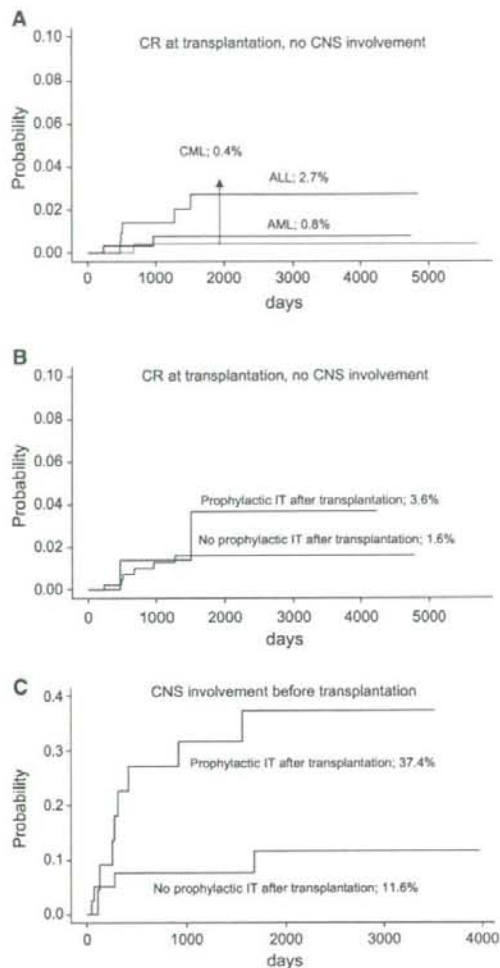 A
CR at transplantation, no CNS involvement
Probability
0.10
0.08
0.06
0.04
0.02
0.00
CML; 0.4%
ALL; 2.7%
AML; 0.8%
0 1000 2000 3000 4000 5000
days
B
CR at transplantation, no CNS involvement
Probability
0.10
0.08
0.06
0.04
0.02
0.00
Prophylactic IT after transplantation; 3.6%
No prophylactic IT after transplantation; 1.6%
0 1000 2000 3000 4000 5000
days
C
CNS involvement before transplantation
Probability
0.4
0.3
0.2
0.1
0.0
Prophylactic IT after transplantation; 37.4%
No prophylactic IT after transplantation; 11.6%
0 1000 2000 3000 4000
days